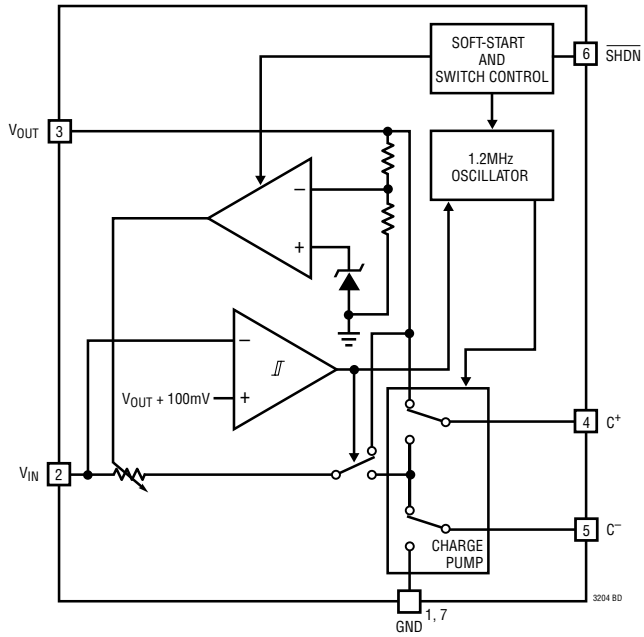 SOFT-START
AND
SWITCH CONTROL
6
SHDN
VOUT
3
1.2MHz
OSCILLATOR
−
+
−
VOUT + 100mV
+
4
C+
VIN
2
5
C−
CHARGE
PUMP
1, 7
GND
3204 BD